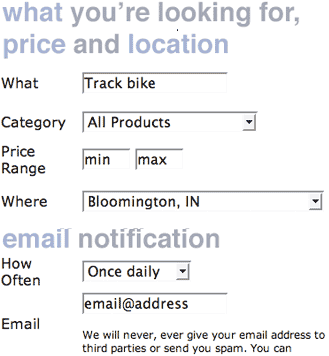 what you're looking for,
price and location
What Track bike
Category All Products
Price
Range min max
Where Bloomington, IN
email notification
How
Often Once daily
email@address
Email
We will never, ever give your email address to
third parties or send you spam. You can